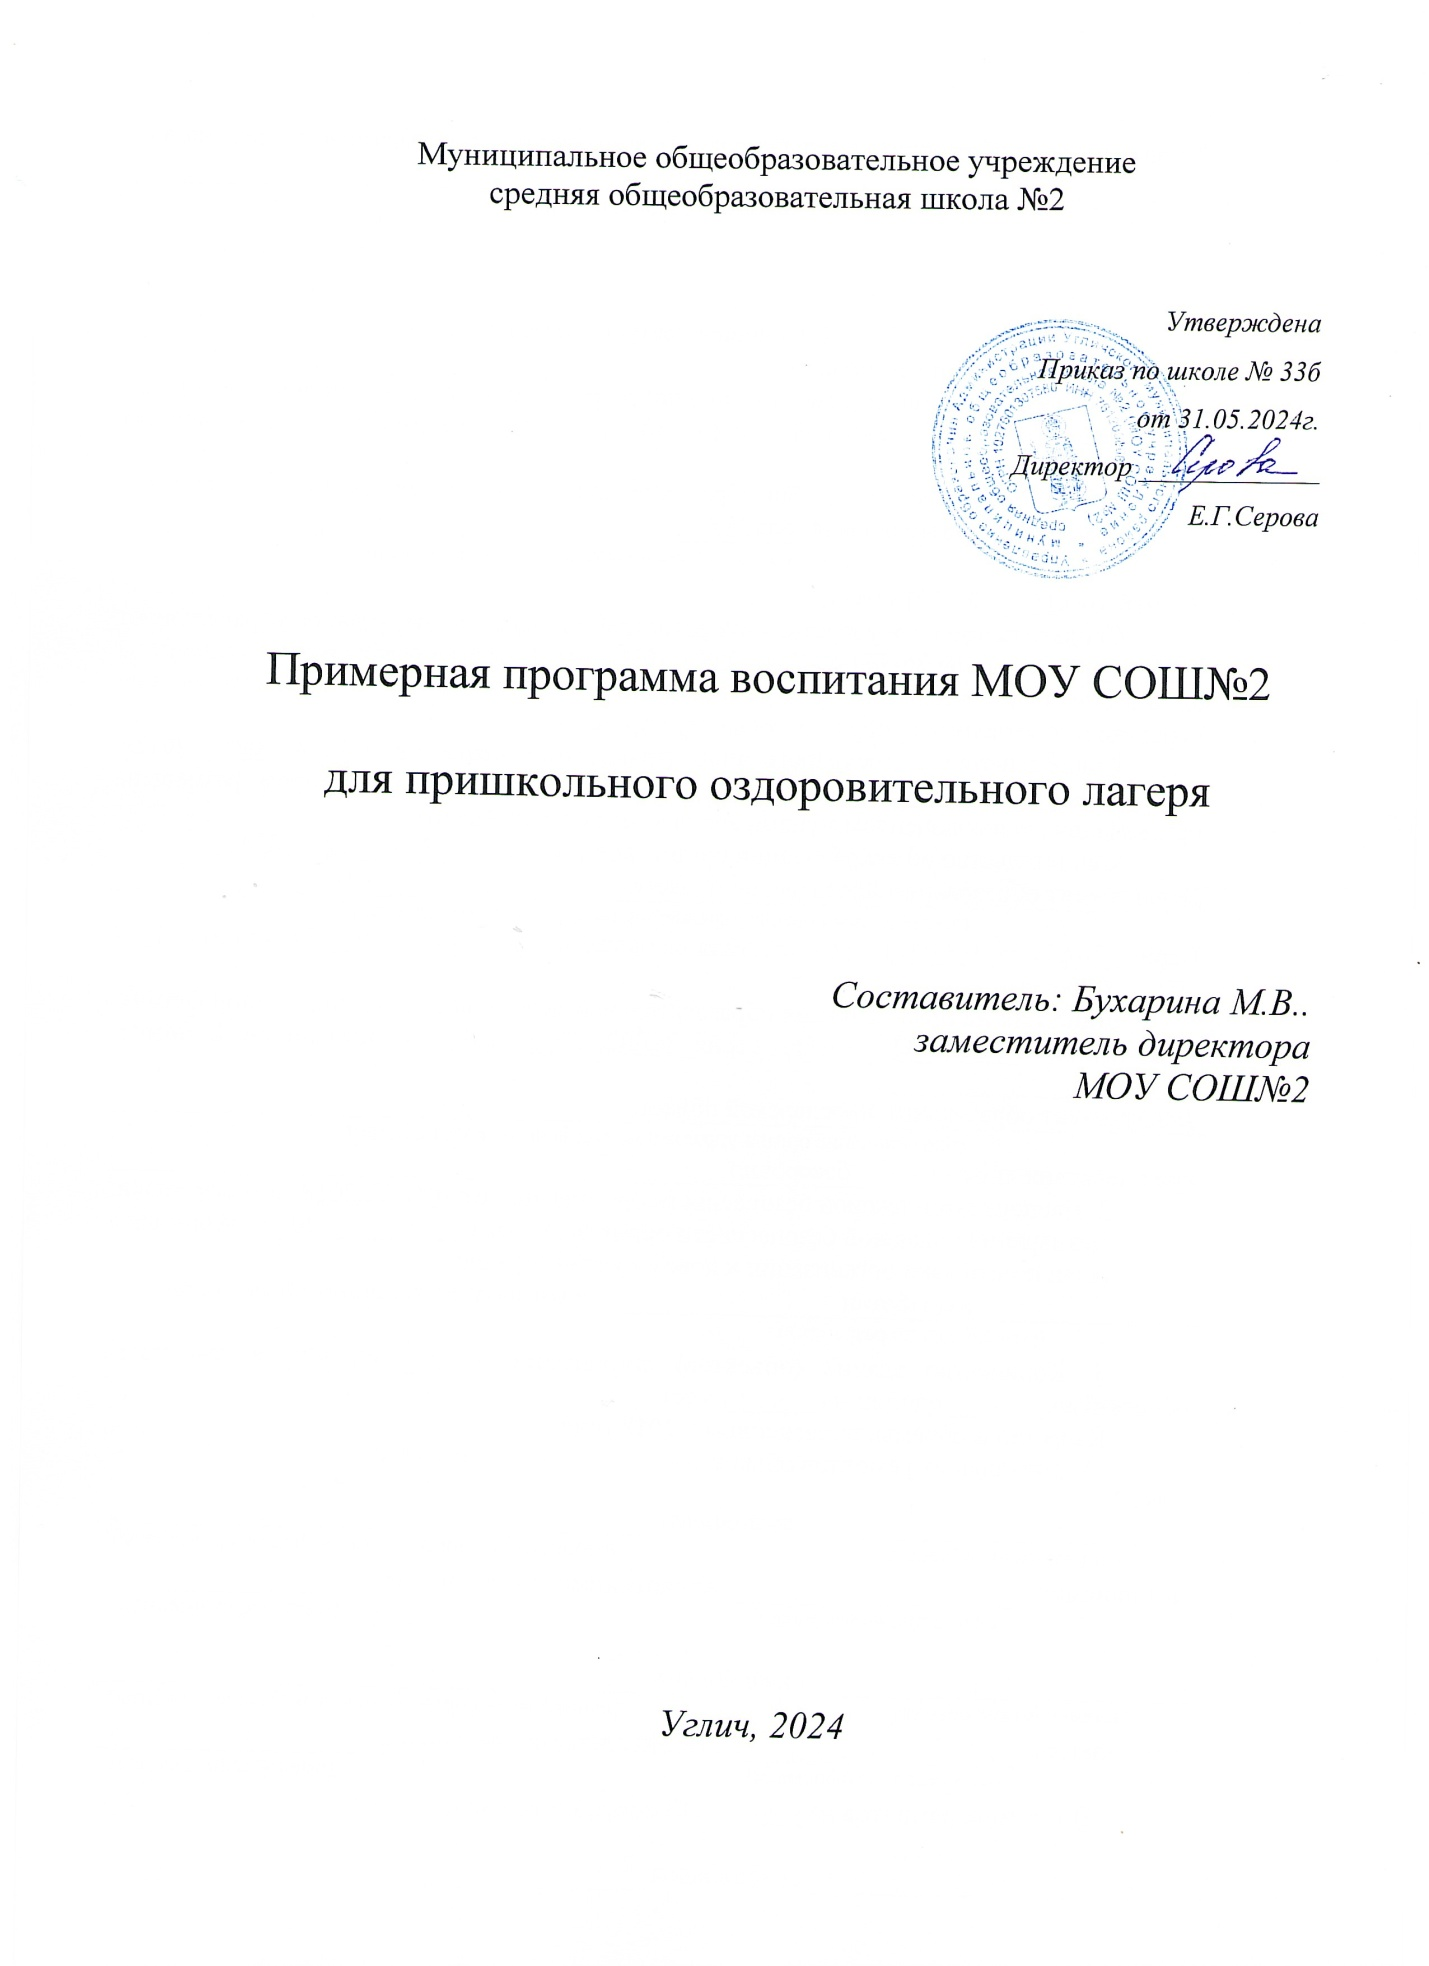 Муниципальное общеобразовательное учреждение
средняя общеобразовательная школа №2
Утверждена
Приказ по школе № 33б
от 31.05.2024г.
Директор Серова
Е.Г.Серова
Примерная программа воспитания МОУ СОШ№2
для пришкольного оздоровительного лагеря
Составитель: Бухарина М.В..
заместитель директора
МОУ СОШ№2
Углич, 2024